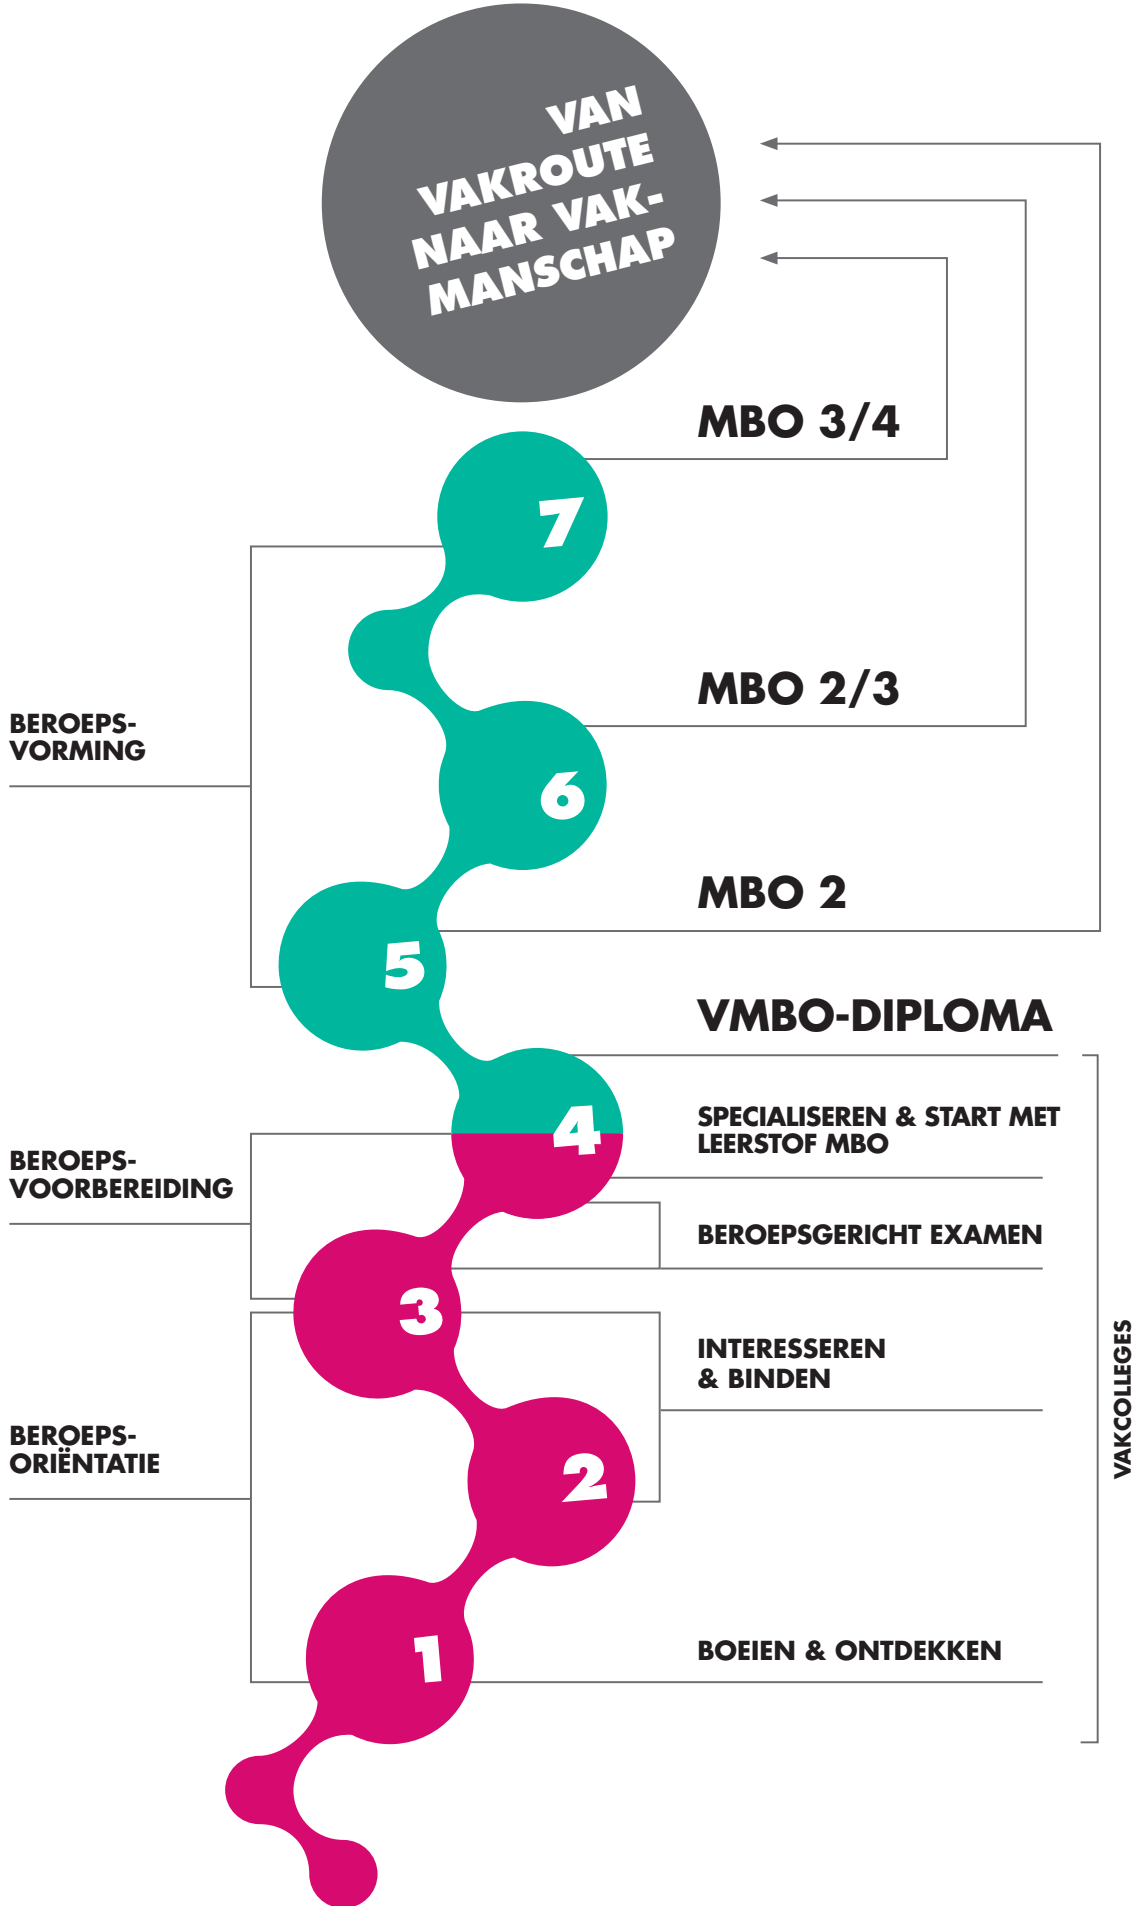 VAN
VAKROUTE
NAAR VAK-
MANSCHAP
MBO 3/4
7
MBO 2/3
BEROEPS-
VORMING
6
MBO 2
5
VMBO-DIPLOMA
4
SPECIALISEREN & START MET
LEERSTOF MBO
BEROEPS-
VOORBEREIDING
BEROEPSGERICHT EXAMEN
3
INTERESSEREN
& BINDEN
VAKCOLLEGES
BEROEPS-
ORIËNTATIE
2
1
BOEIEN & ONTDEKKEN